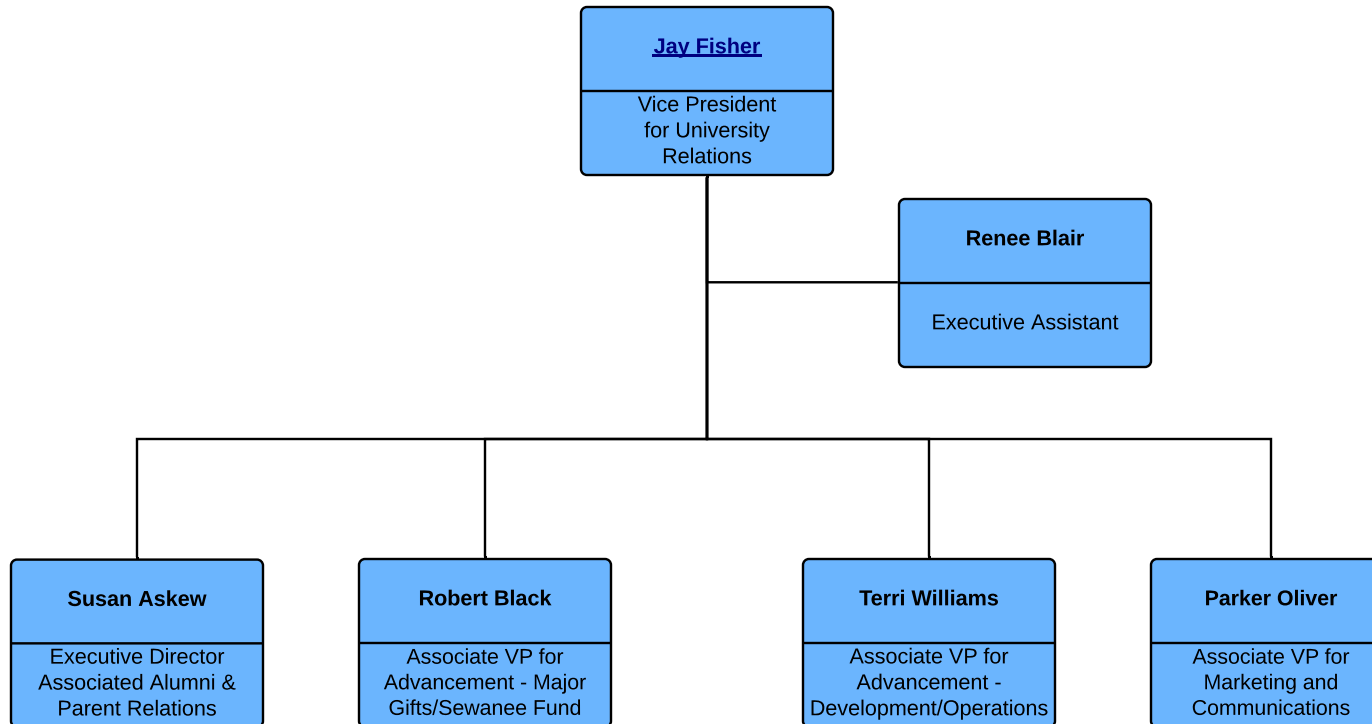 Jay Fisher
Vice President
for University
Relations
Renee Blair
Executive Assistant
Susan Askew
Executive Director
Associated Alumni &
Parent Relations
Robert Black
Associate VP for
Advancement - Major
Gifts/Sewanee Fund
Terri Williams
Associate VP for
Advancement -
Development/Operations
Parker Oliver
Associate VP for
Marketing and
Communications